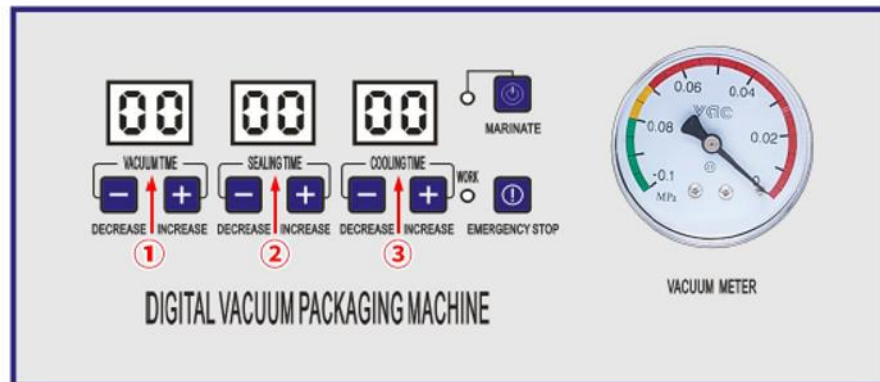 00 00 00
VACUUM TIME SEALING TIME COOLING TIME
DECREASE INCREASE DECREASE INCREASE DECREASE INCREASE
① ② ③
MARINATE
WORK
EMERGENCY STOP
DIGITAL VACUUM PACKAGING MACHINE
0.06 0.04
vac
0.08 0.02
-0.1 0
MPa
VACUUM METER